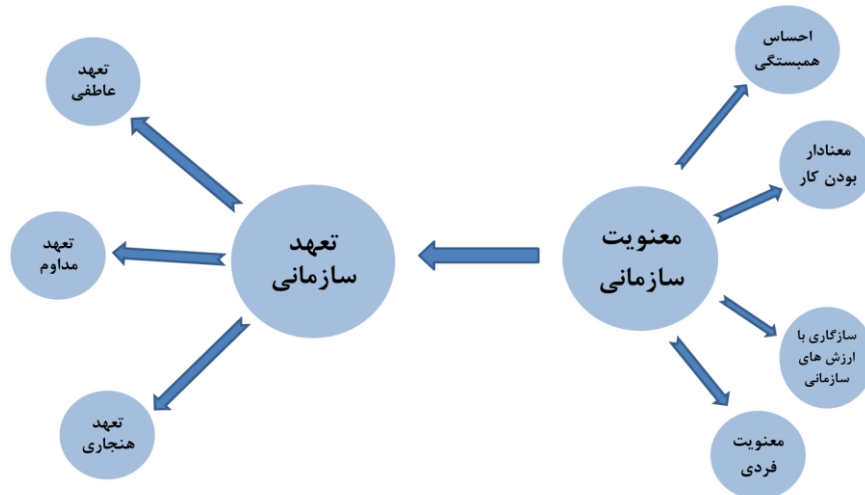 احساس
همبستگی
معنادار
بودن کار
معنویت
سازمانی
سازگاری با
ارزش های
سازمانی
معنویت
فردی
تعهد
سازمانی
تعهد
عاطفی
تعهد
مداوم
تعهد
هنجاری